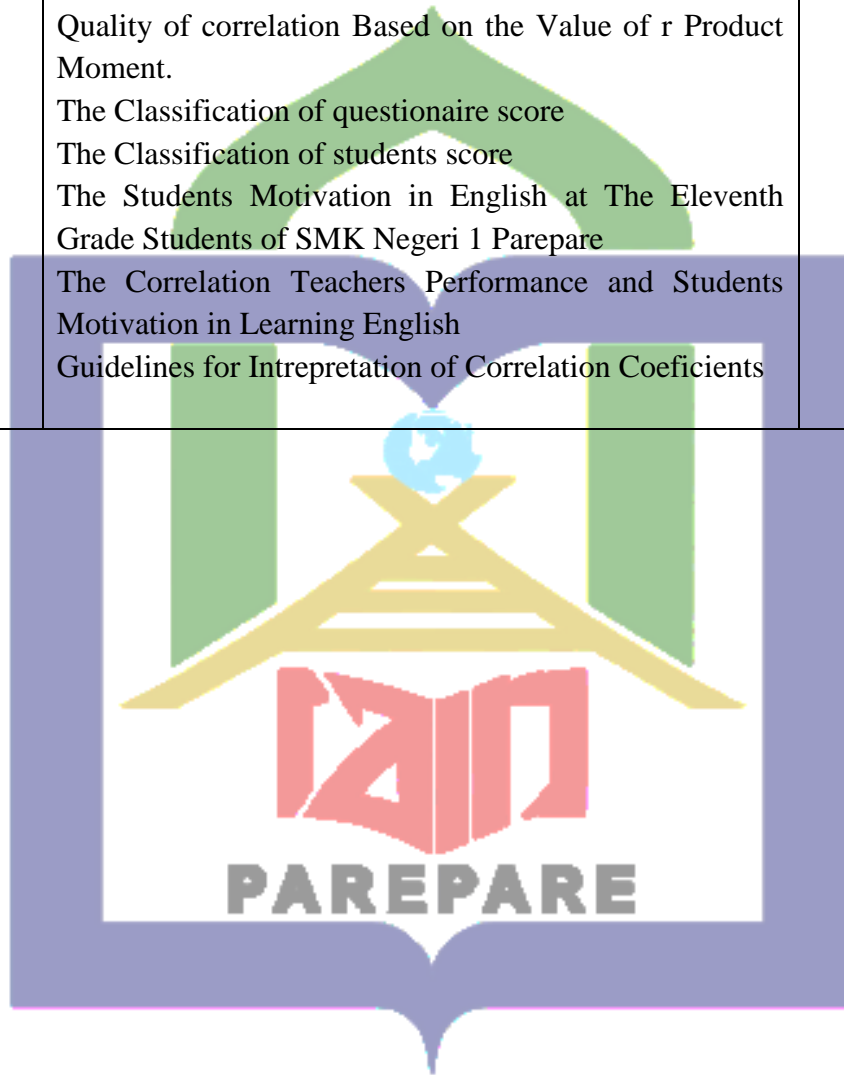 Quality of correlation Based on the Value of r Product
Moment.
The Classification of questionaire score
The Classification of students score
The Students Motivation in English at The Eleventh
Grade Students of SMK Negeri 1 Parepare
The Correlation Teachers Performance and Students
Motivation in Learning English
Guidelines for Intrepretation of Correlation Coeficients
iain
PAREPARE